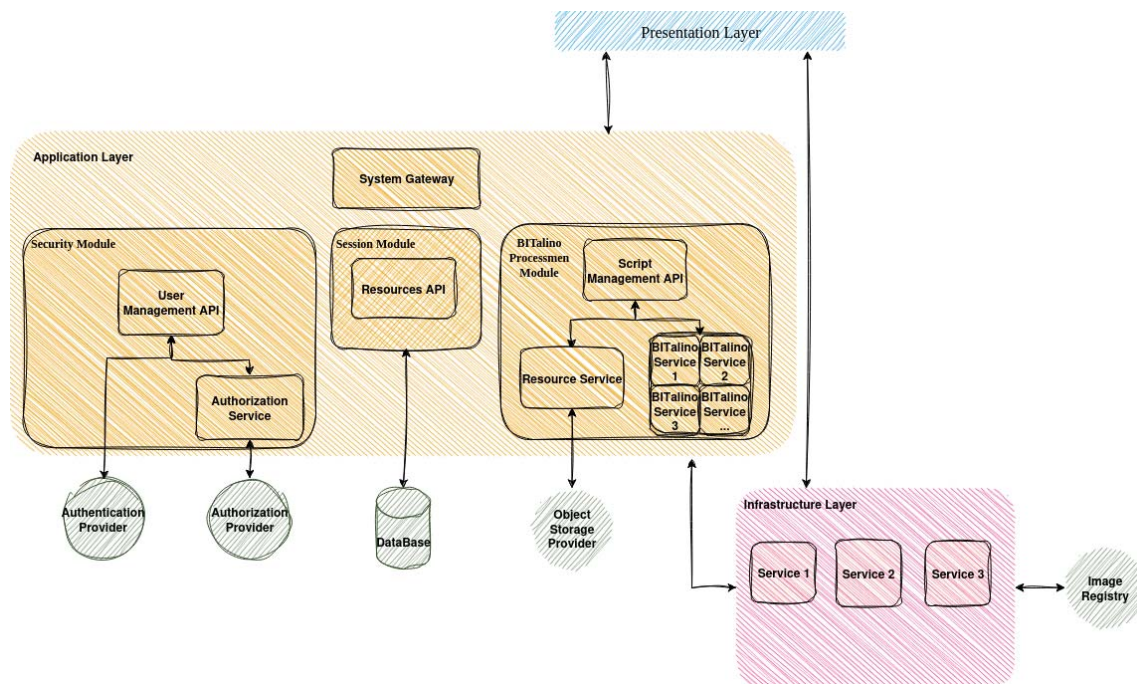 Presentation Layer
Application Layer
System Gateway
Security Module
User
Management API
Authorization
Service
Session Module
Resources API
BITalino
Processmen
Module
Script
Management API
Resource Service
BITalino
Service
1
BITalino
Service
2
BITalino
Service
3
BITalino
Service
...
Authentication
Provider
Authorization
Provider
DataBase
Object
Storage
Provider
Infrastructure Layer
Service 1
Service 2
Service 3
Image
Registry